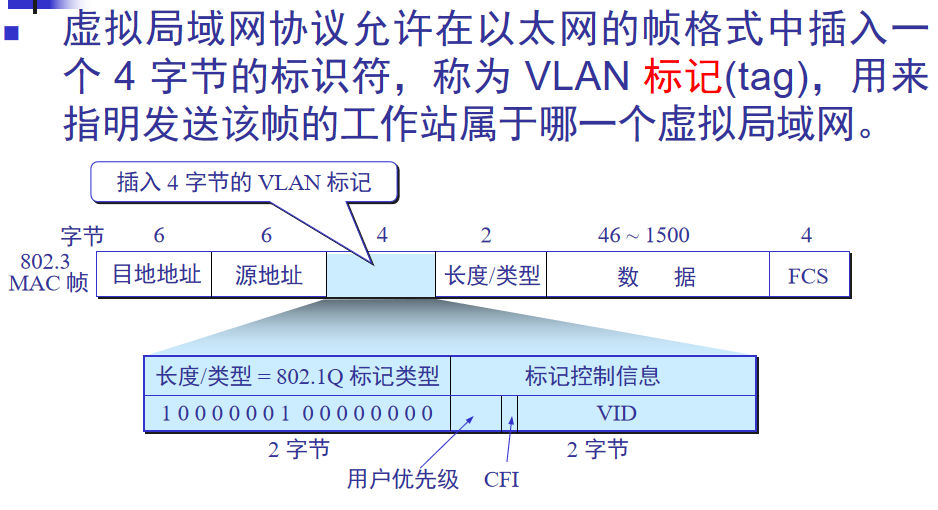 虚拟局域网协议允许在以太网的帧格式中插入一
个 4 字节的标识符，称为 VLAN 标记(tag)，用来
指明发送该帧的工作站属于哪一个虚拟局域网。
插入 4 字节的 VLAN 标记
字节 6 6 4 2 46 ~ 1500 4
802.3
MAC 帧
目地地址 源地址 长度/类型 数 据 FCS
长度/类型 = 802.1Q 标记类型 标记控制信息
1 0 0 0 0 0 0 1 0 0 0 0 0 0 0 0 VID
2 字节 2 字节
用户优先级 CFI